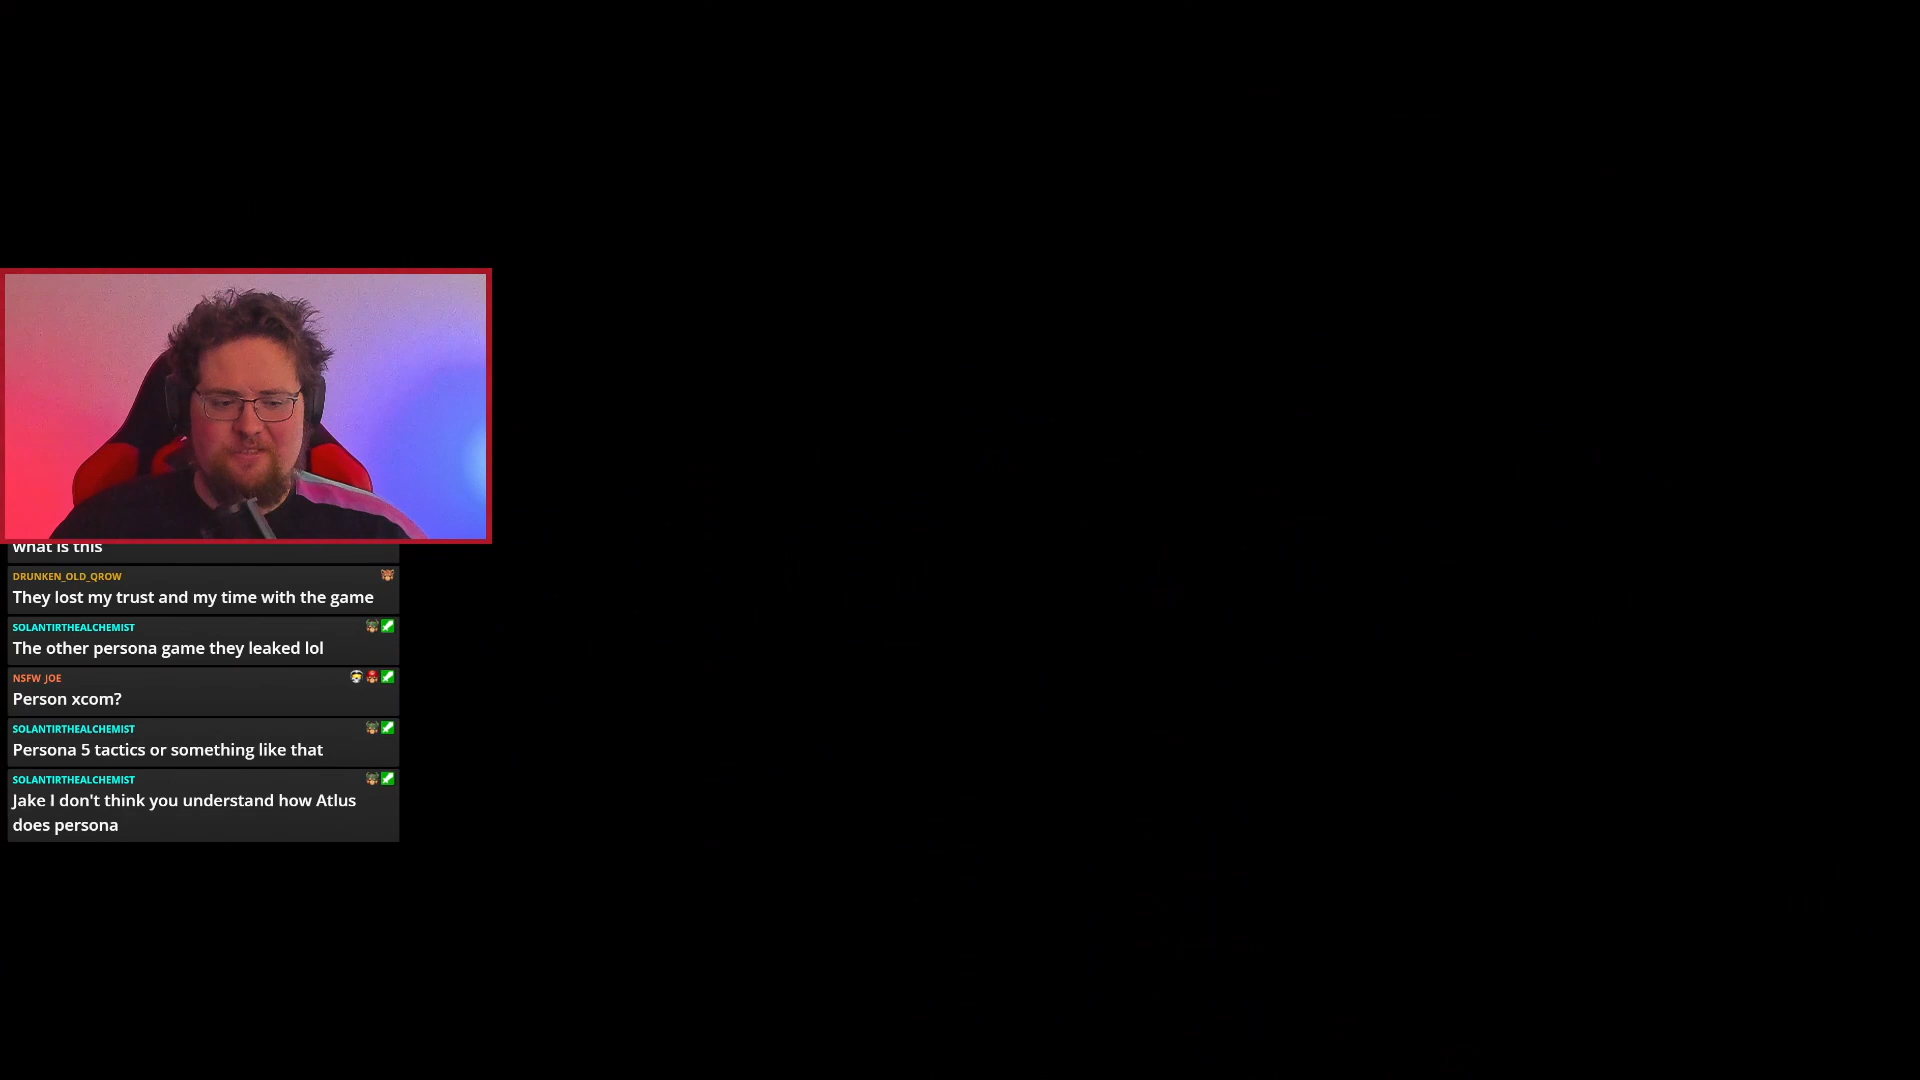 what is this
DRUNKEN_OLD_QROW
They lost my trust and my time with the game
SOLANTIRTHEALCHEMIST
The other persona game they leaked lol
NSFW_JOE
Person xcom?
SOLANTIRTHEALCHEMIST
Persona 5 tactics or something like that
SOLANTIRTHEALCHEMIST
Jake I don't think you understand how Atlus
does persona